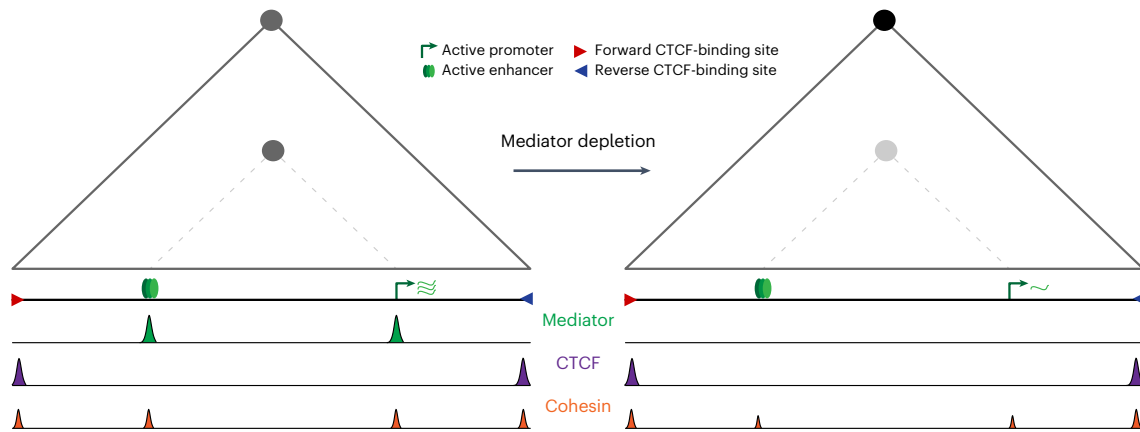 Active promoter
Forward CTCF-binding site
Active enhancer
Reverse CTCF-binding site
Mediator depletion
Mediator
CTCF
Cohesin